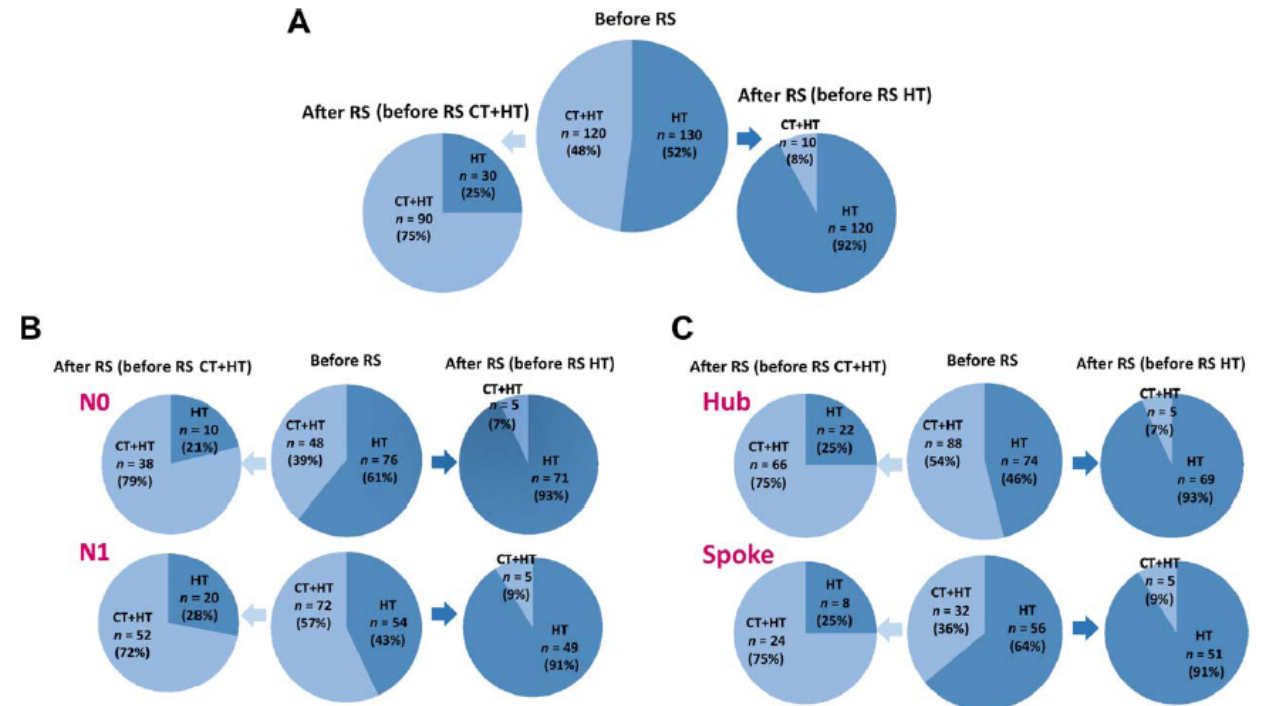 A
Before RS
After RS (before RS CT+HT)
After RS (before RS HT)
HT
n = 30
(25%)
CT+HT
n = 90
(75%)
CT+HT
n = 120
(48%)
HT
n = 130
(52%)
CT+HT
n = 10
(8%)
HT
n = 120
(92%)
B
After RS (before RS CT+HT)
Before RS
After RS (before RS HT)
N0
HT
n = 10
(21%)
CT+HT
n = 38
(79%)
CT+HT
n = 48
(39%)
HT
n = 76
(61%)
CT+HT
n = 5
(7%)
HT
n = 71
(93%)
N1
HT
n = 20
(28%)
CT+HT
n = 52
(72%)
CT+HT
n = 72
(57%)
HT
n = 54
(43%)
CT+HT
n = 5
(9%)
HT
n = 49
(91%)
C
After RS (before RS CT+HT)
Before RS
After RS (before RS HT)
Hub
HT
n = 22
(25%)
CT+HT
n = 66
(75%)
CT+HT
n = 88
(54%)
HT
n = 74
(46%)
CT+HT
n = 5
(7%)
HT
n = 69
(93%)
Spoke
HT
n = 8
(25%)
CT+HT
n = 24
(75%)
CT+HT
n = 32
(36%)
HT
n = 56
(64%)
CT+HT
n = 5
(9%)
HT
n = 51
(91%)